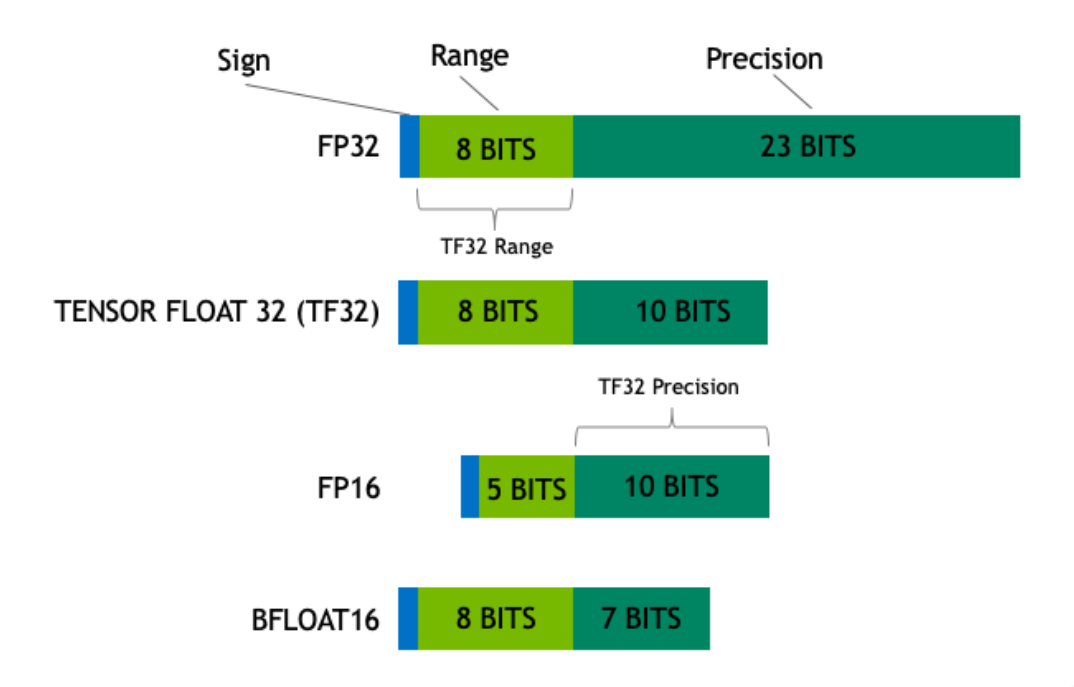 Sign
Range
Precision
FP32
8 BITS
23 BITS
TF32 Range
TENSOR FLOAT 32 (TF32)
8 BITS
10 BITS
TF32 Precision
FP16
5 BITS
10 BITS
BFLOAT16
8 BITS
7 BITS